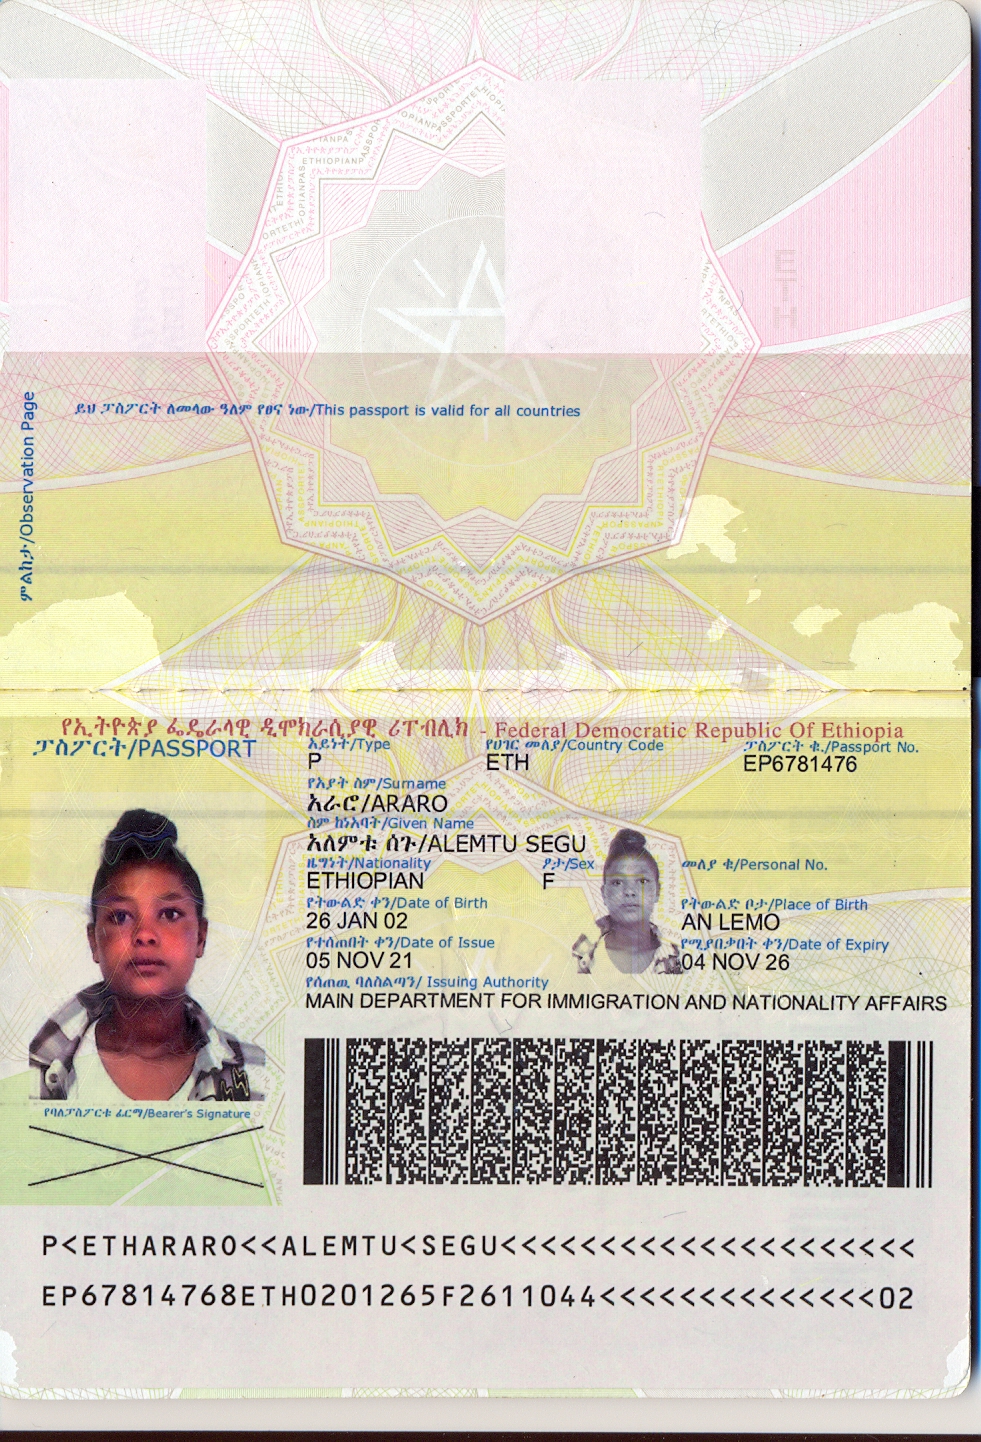 ይህ ፓስፖርት ለመላው ዓለም የፀና ነው/This passport is valid for all countries
ምልከታ/Observation Page
የኢትዮጵያ ፌዴራላዊ ዲሞክራሲያዊ ሪፐብሊክ - Federal Democratic Republic Of Ethiopia
ፓስፖርት/PASSPORT
አይነት/Type
የሀገር መለያ/Country Code
ፓስፖርት ቁ./Passport No.
P
ETH
EP6781476
የአያት ስም/Surname
አራሮ/ARARO
ስም ከነአባት/Given Name
አለምቱ ሰጉ/ALEMTU SEGU
ዜግነት/Nationality
ፆታ/Sex
መለያ ቁ/Personal No.
ETHIOPIAN
F
የትውልድ ቀን/Date of Birth
የትውልድ ቦታ/Place of Birth
26 JAN 02
AN LEMO
የተሰጠበት ቀን/Date of Issue
የሚያበቃበት ቀን/Date of Expiry
05 NOV 21
04 NOV 26
የሰጠዉ ባለስልጣን/ Issuing Authority
MAIN DEPARTMENT FOR IMMIGRATION AND NATIONALITY AFFAIRS
የባለፓስፖርቱ ፊርማ/Bearer's Signature
P<ETHARARO<<ALEMTU<SEGU<<<<<<<<<<<<<<<<<<<<<
EP67814768ETH0201265F2611044<<<<<<<<<<<<<<02